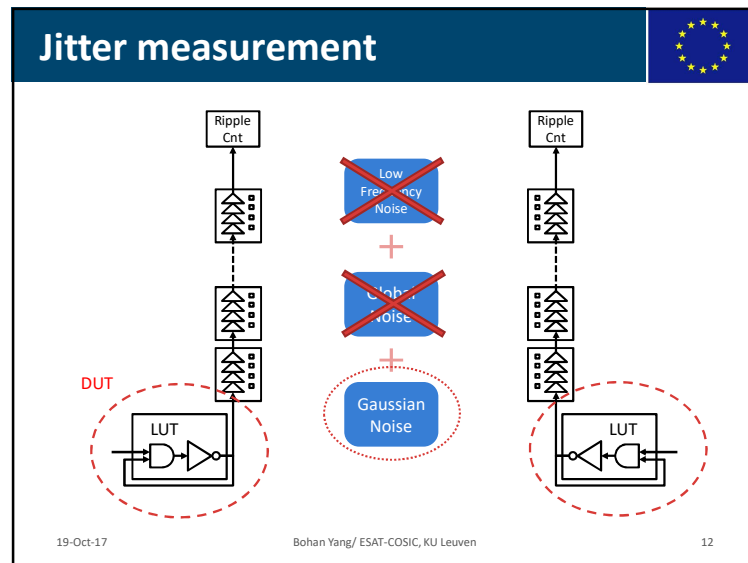 Jitter measurement
Ripple
Cnt
Ripple
Cnt
Low
Frequency
Noise
+
Global
Noise
+
DUT
Gaussian
Noise
LUT
LUT
19-Oct-17
Bohan Yang/ ESAT-COSIC, KU Leuven
12